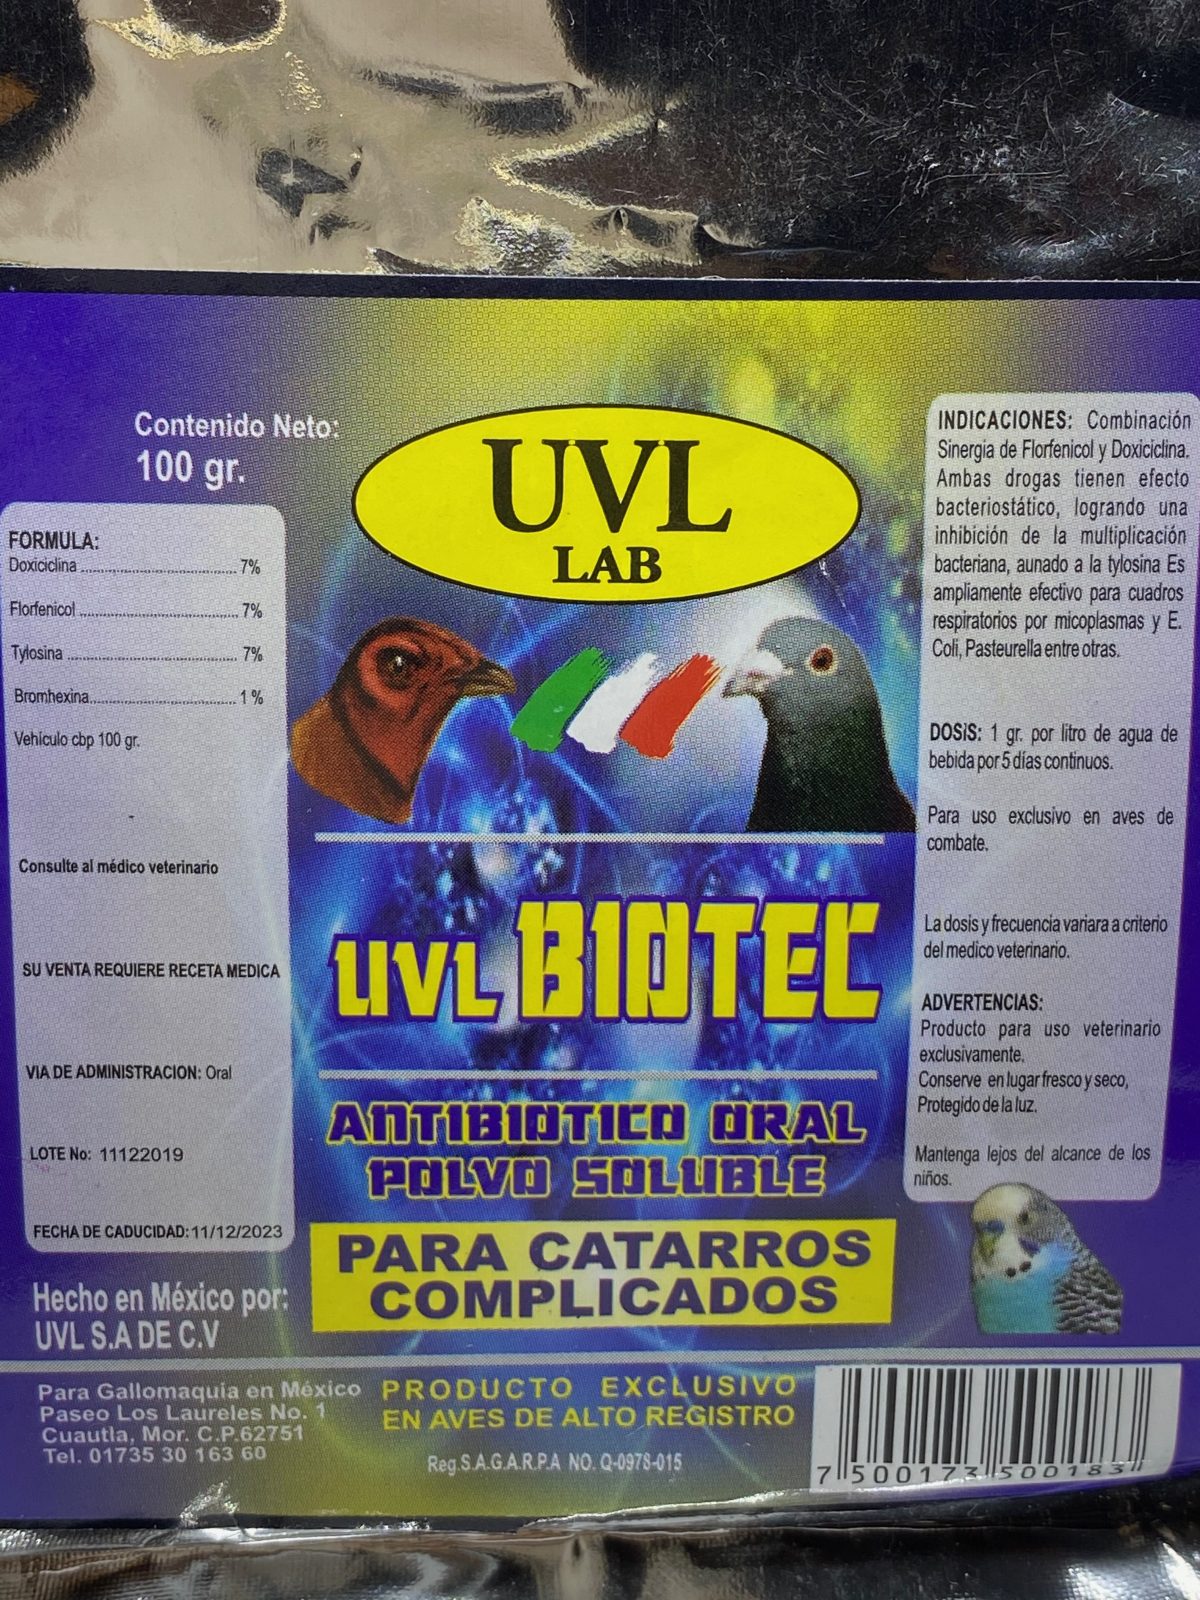 Contenido Neto:
100 gr.
FORMULA:
Doxiciclina ........................................ 7%
Florfenicol ........................................ 7%
Tylosina ........................................... 7%
Bromhexina...................................... 1 %
Vehículo cbp 100 gr.
-
Consulte al médico veterinario
SU VENTA REQUIERE RECETA MEDICA
VIA DE ADMINISTRACION: Oral
LOTE No: 11122019
FECHA DE CADUCIDAD: 11/12/2023
Hecho en México por:
UVL S.A DE C.V
UVL
LAB
UVL BIOTEC
ANTIBIOTICO ORAL
POLVO SOLUBLE
PARA CATARROS
COMPLICADOS
INDICACIONES: Combinación
Sinergia de Florfenicol y Doxiciclina.
Ambas drogas tienen efecto
bacteriostático, logrando una
inhibición de la multiplicación
bacteriana, aunado a la tylosina Es
ampliamente efectivo para cuadros
respiratorios por micoplasmas y E.
Coli, Pasteurella entre otras.
DOSiS: 1 gr. por litro de agua de
bebida por 5 días continuos.
Para uso exclusivo en aves de
combate.
La dosis y frecuencia variara a criterio
del medico veterinario.
ADVERTENCIAS:
Producto para uso veterinario
exclusivamente.
Conserve en lugar fresco y seco,
Protegido de la luz.
Mantenga lejos del alcance de los
niños.
Para Gallomaquia en México
Paseo Los Laureles No. 1
Cuautla, Mor. C.P.62751
Tel. 01735 30 163 60
PRODUCTO EXCLUSIVO
EN AVES DE ALTO REGISTRO
Reg.S.A.G.A.R.P.A NO. Q-0978-015
7 500173 500183